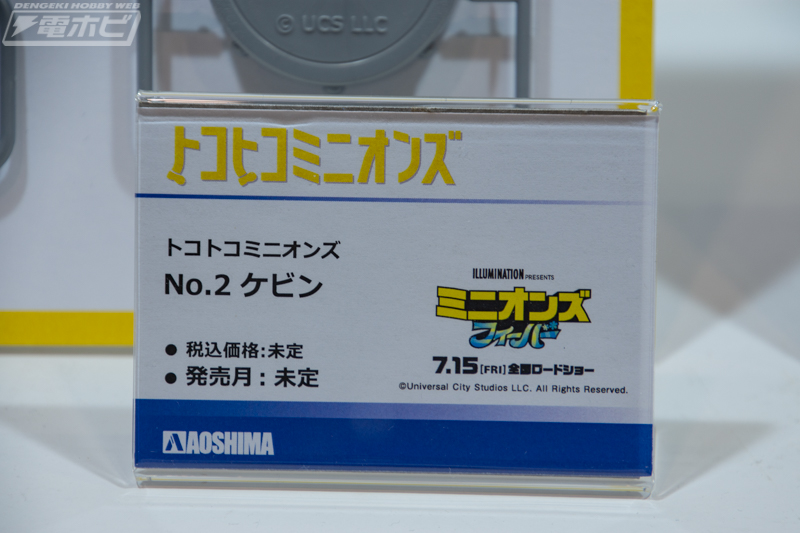 DENGEKI HOBBY WEB
電ホビ
© UCS LLC
トコトコミニオンズ
トコトコミニオンズ
No.2 ケビン
● 税込価格:未定
● 発売月: 未定
ILLUMINATION PRESENTS
ミニオンズ
フィーバー
7.15[FRI]全国ロードショー
©Universal City Studios LLC. All Rights Reserved.
AOSHIMA